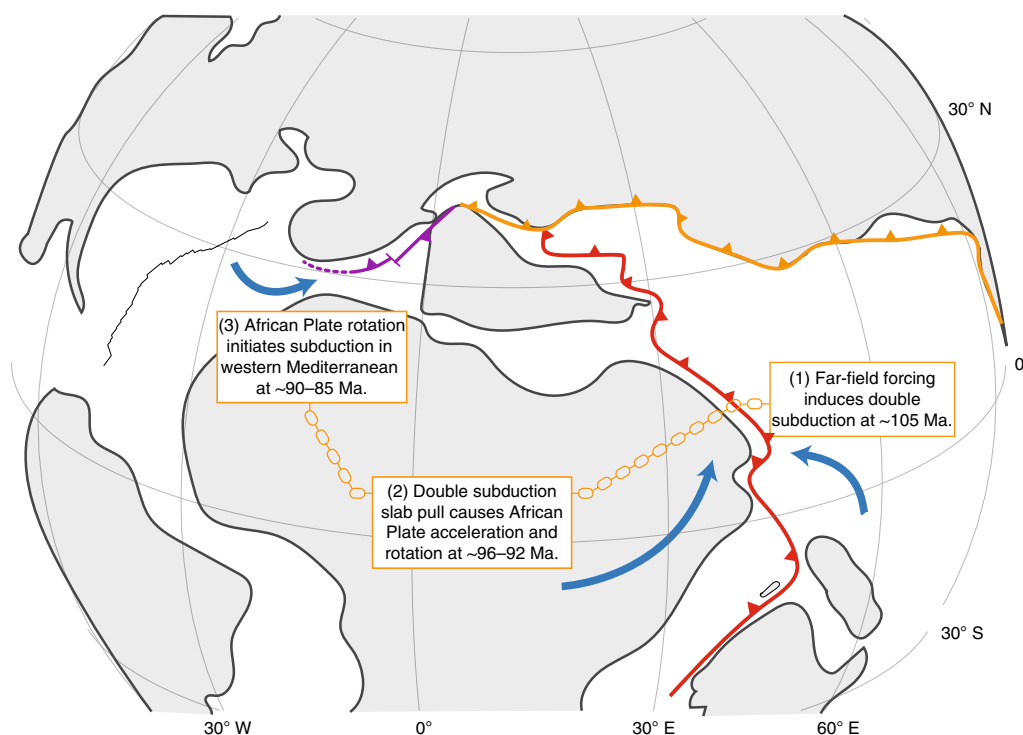 30° N
(3) African Plate rotation
initiates subduction in
western Mediterranean
at ~90–85 Ma.
0
(1) Far-field forcing
induces double
subduction at ~105 Ma.
(2) Double subduction
slab pull causes African
Plate acceleration and
rotation at ~96–92 Ma.
30° S
30° W
0°
30° E
60° E